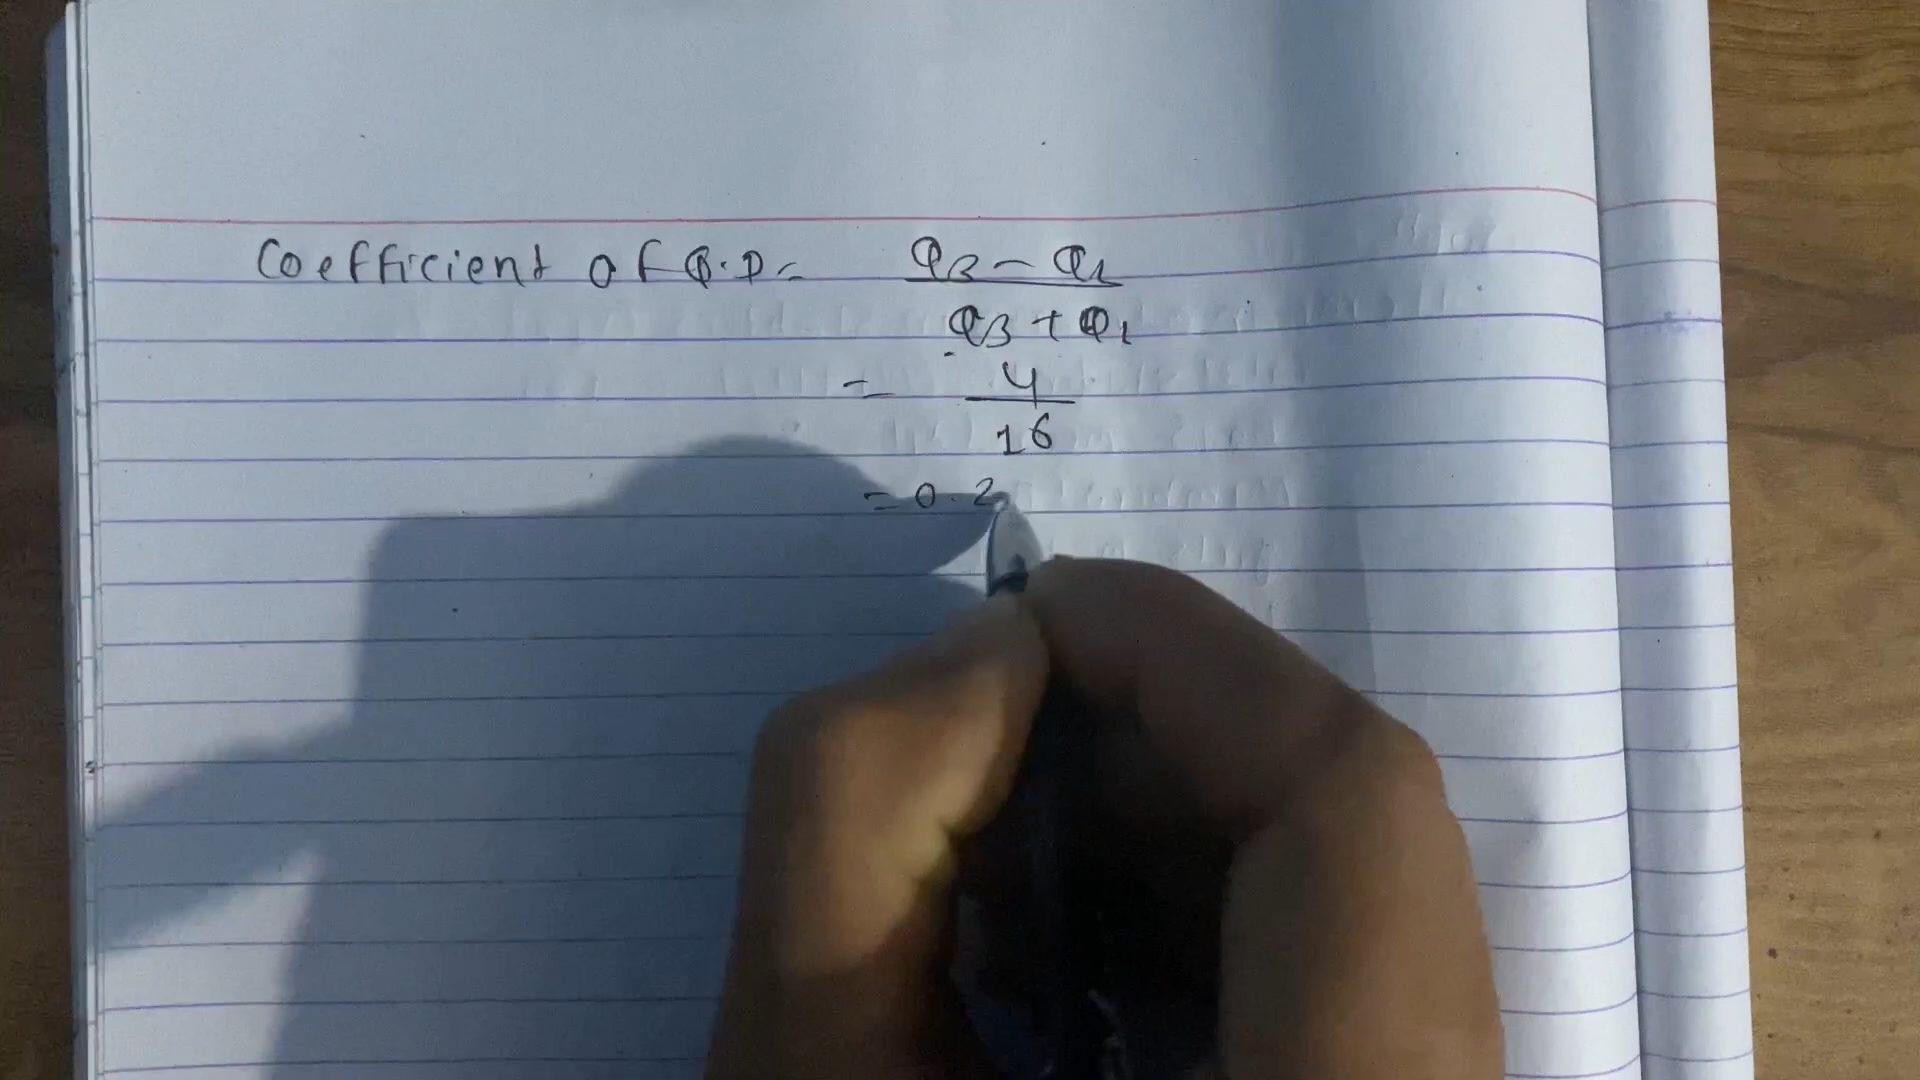 Coefficient of Q.D = Q3 - Q1
Q3 + Q1
= 4
16
= 0.2